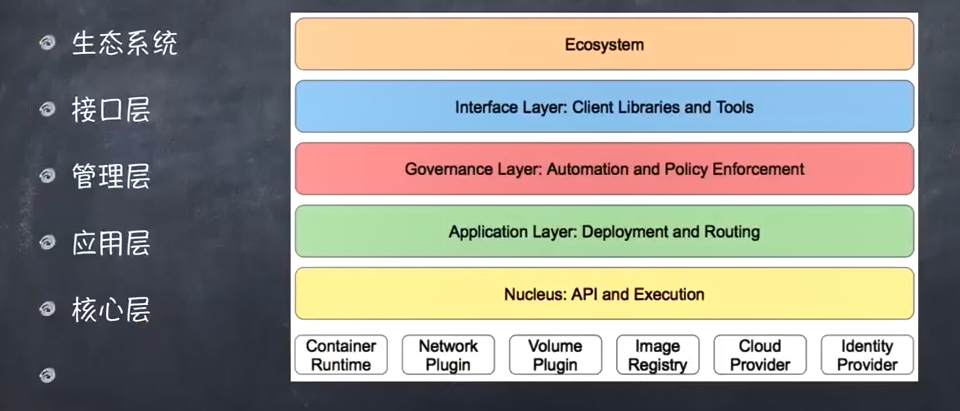 生态系统
接口层
管理层
应用层
核心层
Ecosystem
Interface Layer: Client Libraries and Tools
Governance Layer: Automation and Policy Enforcement
Application Layer: Deployment and Routing
Nucleus: API and Execution
Container
Runtime
Network
Plugin
Volume
Plugin
Image
Registry
Cloud
Provider
Identity
Provider